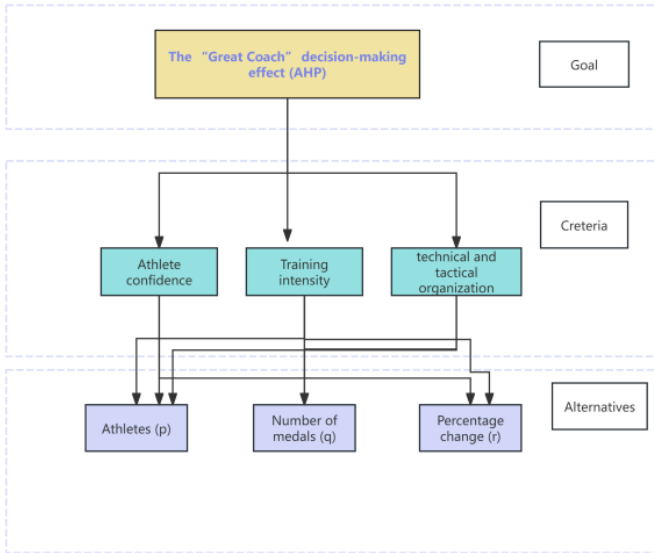 The “Great Coach” decision-making
effect (AHP)
Goal
Creteria
Athlete
confidence
Training
intensity
technical and
tactical
organization
Alternatives
Athletes (p)
Number of
medals (q)
Percentage
change (r)